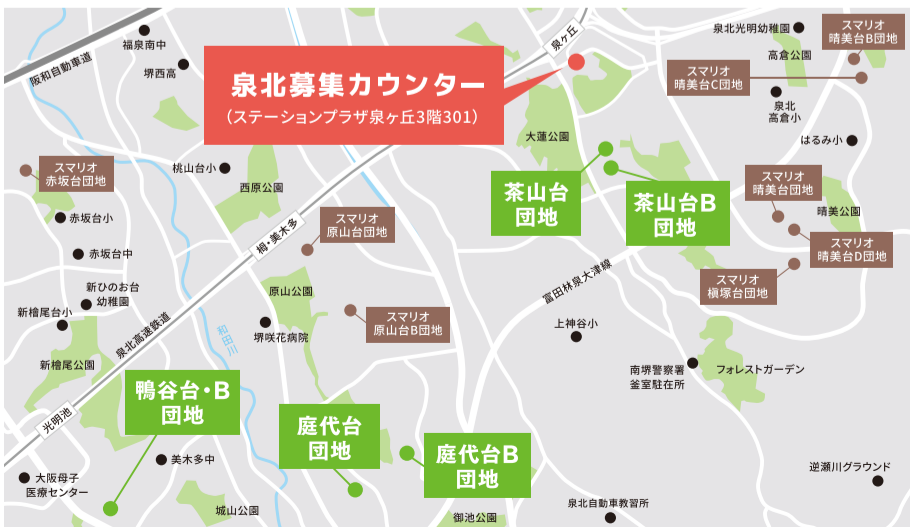 福泉南中
阪和自動車道
堺西高
泉北募集カウンター
（ステーションプラザ泉ヶ丘3階301）
泉ヶ丘
泉北光明幼稚園
高倉公園
スマリオ
晴美台B団地
スマリオ
晴美台C団地
泉北
高倉小
はるみ小
大蓮公園
茶山台
団地
茶山台B
団地
スマリオ
晴美台団地
晴美公園
スマリオ
晴美台D団地
スマリオ
槇塚台団地
スマリオ
赤坂台団地
桃山台小
西原公園
赤坂台小
赤坂台中
栂・美木多
スマリオ
原山台団地
新ひのお台
幼稚園
新檜尾台小
原山公園
スマリオ
原山台B団地
富田林泉大津線
上神谷小
和田川
堺咲花病院
泉北高速鉄道
新檜尾公園
南堺警察署
釜室駐在所
フォレストガーデン
鴨谷台・B
団地
光明池
庭代台
団地
庭代台B
団地
美木多中
大阪母子
医療センター
城山公園
御池公園
泉北自動車教習所
逆瀬川グラウンド